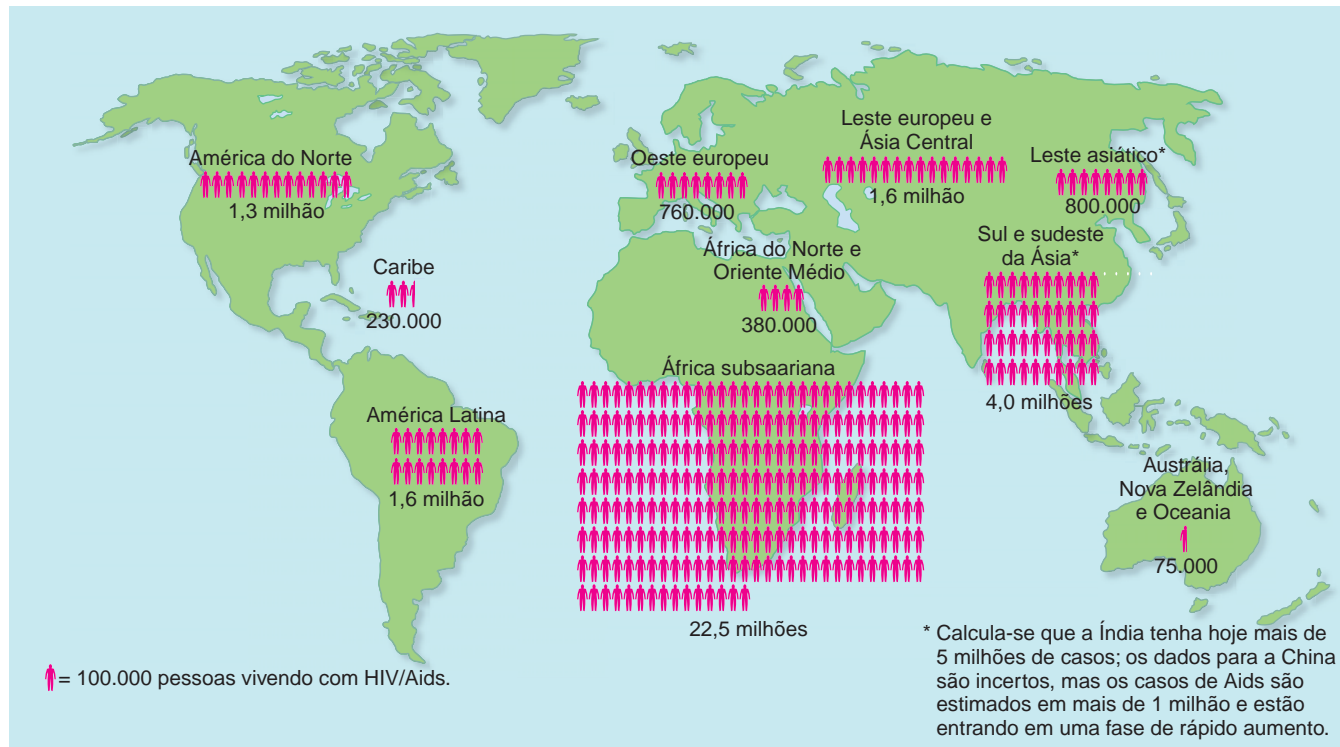 América do Norte
1,3 milhão
Caribe
230.000
América Latina
1,6 milhão
Oeste europeu
760.000
África do Norte e
Oriente Médio
380.000
África subsaariana
22,5 milhões
Leste europeu e
Ásia Central
1,6 milhão
Leste asiático*
800.000
Sul e sudeste
da Ásia*
4,0 milhões
Austrália,
Nova Zelândia
e Oceania
75.000
= 100.000 pessoas vivendo com HIV/Aids.
* Calcula-se que a Índia tenha hoje mais de
5 milhões de casos; os dados para a China
são incertos, mas os casos de Aids são
estimados em mais de 1 milhão e estão
entrando em uma fase de rápido aumento.